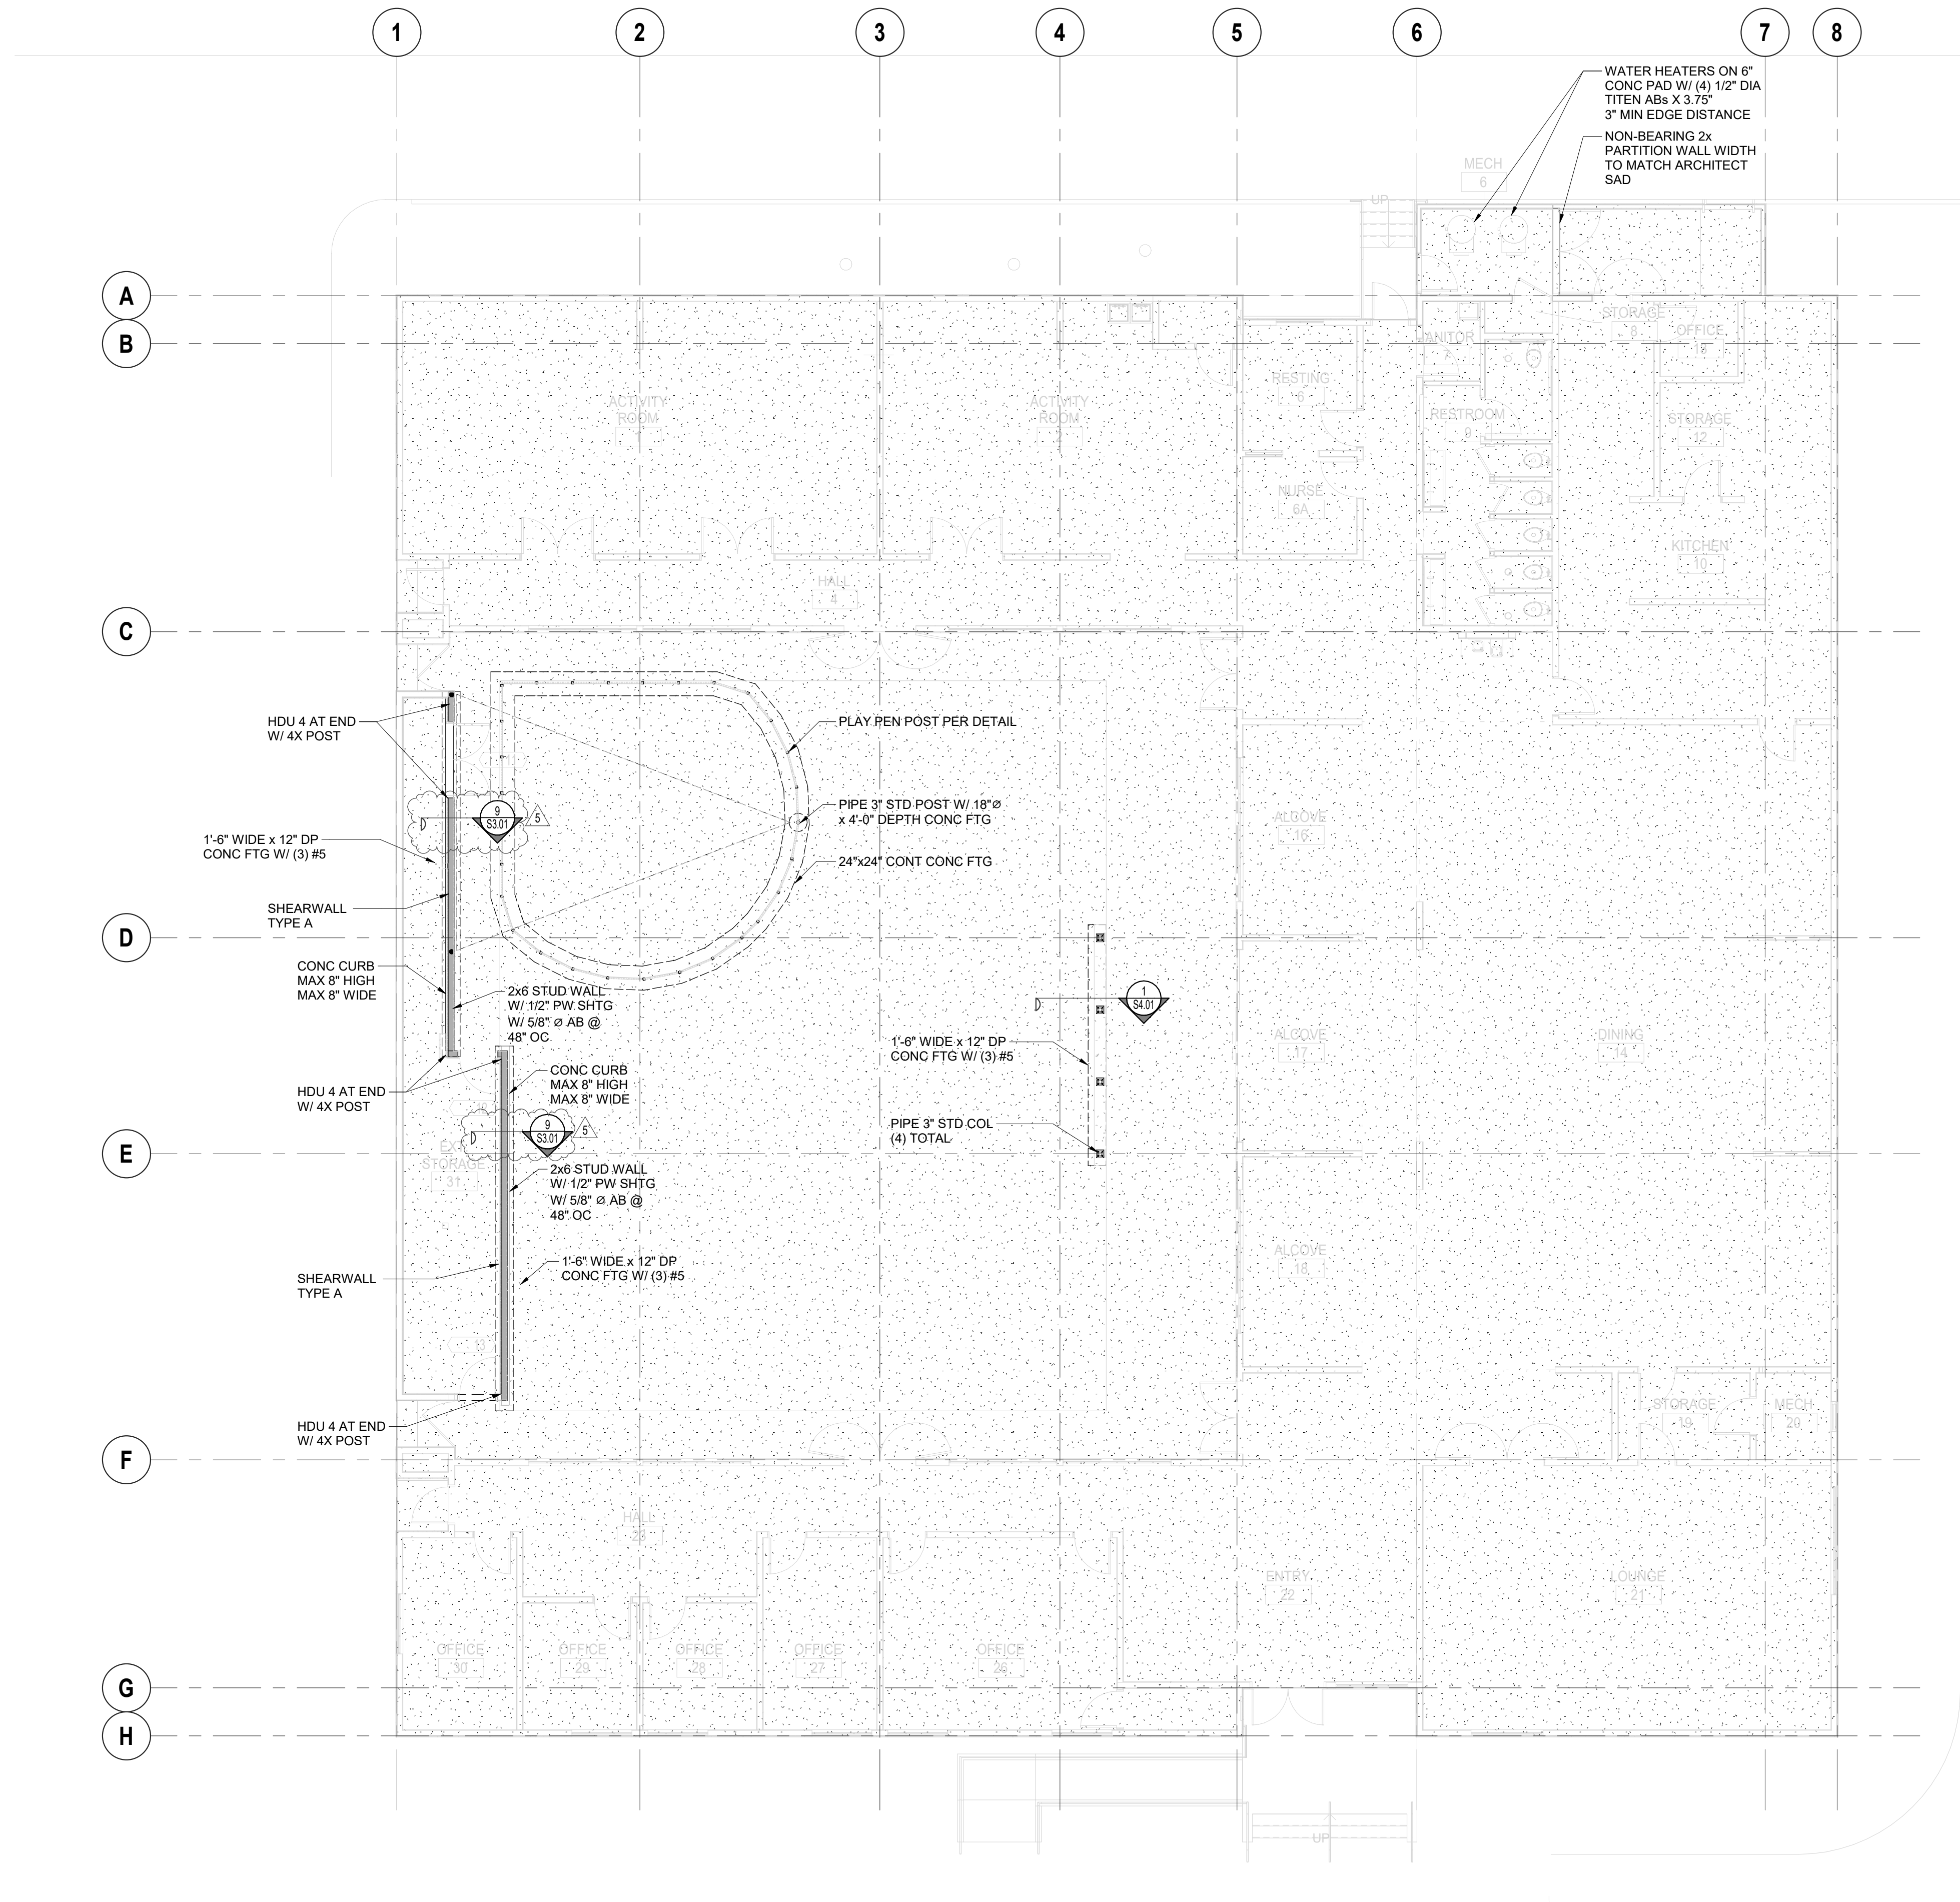 1
2
3
4
5
6
7
8
WATER HEATERS ON 6"
CONC PAD W/ (4) 1/2" DIA
TITEN ABs X 3.75"
3" MIN EDGE DISTANCE
NON-BEARING 2x
PARTITION WALL WIDTH
TO MATCH ARCHITECT
SAD
MECH
6
UP
A
B
STORAGE
8
OFFICE
JANITOR
7
RESTING
6
ACTIVITY
ROOM
1
ACTIVITY
ROOM
2
RESTROOM
9
STORAGE
12
NURSE
6A
KITCHEN
10
HALL
4
C
HDU 4 AT END
W/ 4X POST
PLAY PEN POST PER DETAIL
PIPE 3" STD POST W/ 18"Ø
x 4'-0" DEPTH CONC FTG
9
S3.01
5
ALCOVE
16
1'-6" WIDE x 12" DP
CONC FTG W/ (3) #5
24"x24" CONT CONC FTG
SHEARWALL
TYPE A
D
CONC CURB
MAX 8" HIGH
MAX 8" WIDE
2x6 STUD WALL
W/ 1/2" PW SHTG
W/ 5/8" Ø AB @
48" OC
1
S4.01
1'-6" WIDE x 12" DP
CONC FTG W/ (3) #5
ALCOVE
17
DINING
14
CONC CURB
MAX 8" HIGH
MAX 8" WIDE
HDU 4 AT END
W/ 4X POST
9
S3.01
5
PIPE 3" STD COL
(4) TOTAL
E
STORAGE
31
2x6 STUD WALL
W/ 1/2" PW SHTG
W/ 5/8" Ø AB @
48" OC
ALCOVE
18
1'-6" WIDE x 12" DP
CONC FTG W/ (3) #5
SHEARWALL
TYPE A
13
HDU 4 AT END
W/ 4X POST
STORAGE
19
MECH
20
F
HALL
ENTRY
22
LOUNGE
21
OFFICE
30
OFFICE
29
OFFICE
28
OFFICE
27
OFFICE
26
G
H
UP